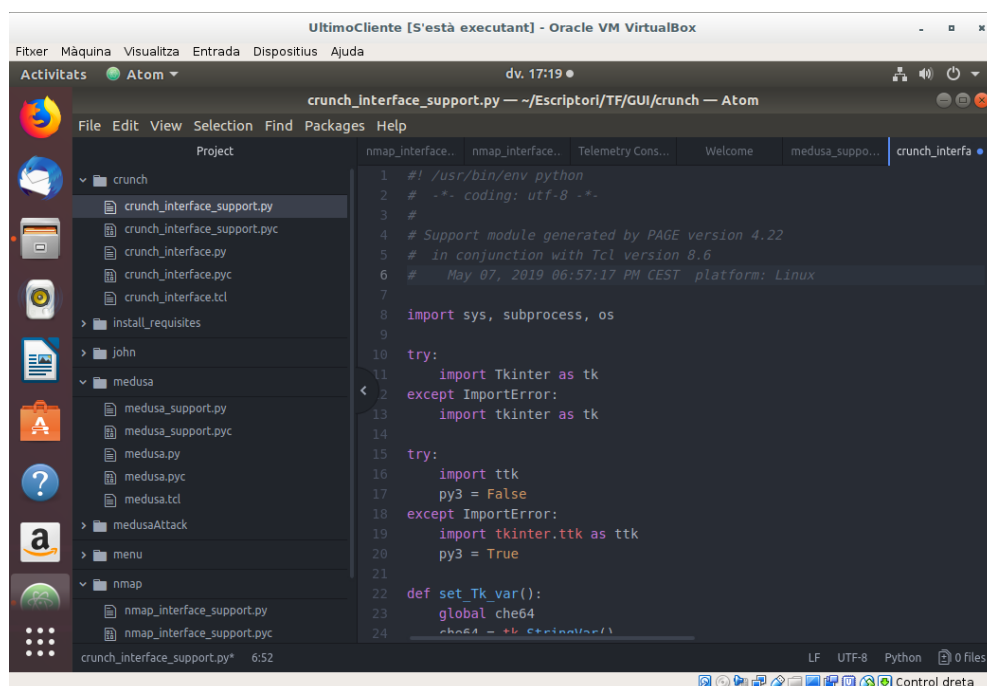 UltimoCliente [S'està executant] - Oracle VM VirtualBox
Fitxer Màquina Visualitza Entrada Dispositius Ajuda
Activitats Atom dv. 17:19
crunch_interface_support.py — ~/Escriptori/TF/GUI/crunch — Atom
File Edit View Selection Find Packages Help
Project
nmap_interface.. nmap_interface.. Telemetry Cons... Welcome medusa_suppo... crunch_interfa
crunch
crunch_interface_support.py
crunch_interface_support.pyc
crunch_interface.py
crunch_interface.pyc
crunch_interface.tcl
install_requisites
john
medusa
medusa_support.py
medusa_support.pyc
medusa.py
medusa.pyc
medusa.tcl
medusaAttack
menu
nmap
nmap_interface_support.py
nmap_interface_support.pyc
1 #! /usr/bin/env python
2 # -*- coding: utf-8 -*-
3 #
4 # Support module generated by PAGE version 4.22
5 #  in conjunction with Tcl version 8.6
6 #    May 07, 2019 06:57:17 PM CEST  platform: Linux
7
8 import sys, subprocess, os
9
10 try:
11     import Tkinter as tk
2 except ImportError:
13     import tkinter as tk
14
15 try:
16     import ttk
17     py3 = False
18 except ImportError:
19     import tkinter.ttk as ttk
20     py3 = True
21
22 def set_Tk_var():
23     global che64
24     che64 = tk.StringVar()
crunch_interface_support.py* 6:52 LF UTF-8 Python 0 files
Control dreta